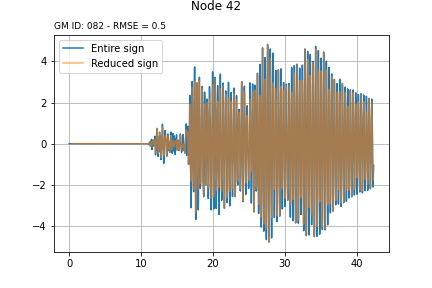 Node 42
GM ID: 082 - RMSE = 0.5
Entire sign
Reduced sign
4
2
0
−2
−4
0 10 20 30 40